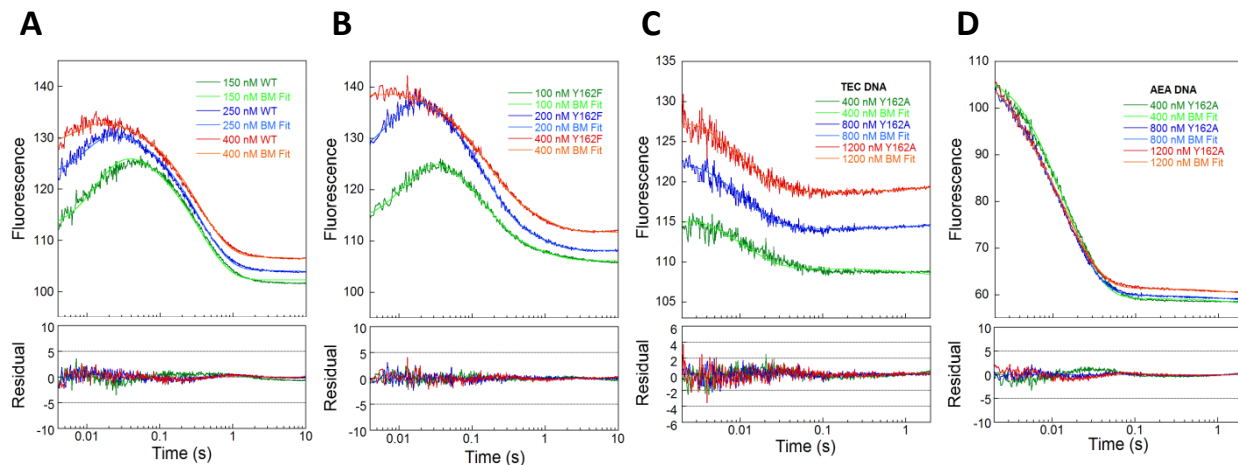 A
Fluorescence
140
130
120
110
100
150 nM WT
150 nM BM Fit
250 nM WT
250 nM BM Fit
400 nM WT
400 nM BM Fit
Residual
10
5
0
-5
-10
0.01
0.1
1
10
Time (s)
B
Fluorescence
140
130
120
110
100
100 nM Y162F
100 nM BM Fit
200 nM Y162F
200 nM BM Fit
400 nM Y162F
400 nM BM Fit
Residual
10
5
0
-5
-10
0.01
0.1
1
10
Time (s)
C
Fluorescence
135
130
125
120
115
110
105
TEC DNA
400 nM Y162A
400 nM BM Fit
800 nM Y162A
800 nM BM Fit
1200 nM Y162A
1200 nM BM Fit
Residual
6
4
2
0
-2
-4
-6
0.01
0.1
1
Time (s)
D
Fluorescence
110
100
90
80
70
60
AEA DNA
400 nM Y162A
400 nM BM Fit
800 nM Y162A
800 nM BM Fit
1200 nM Y162A
1200 nM BM Fit
Residual
10
5
0
-5
-10
0.01
0.1
1
Time (s)